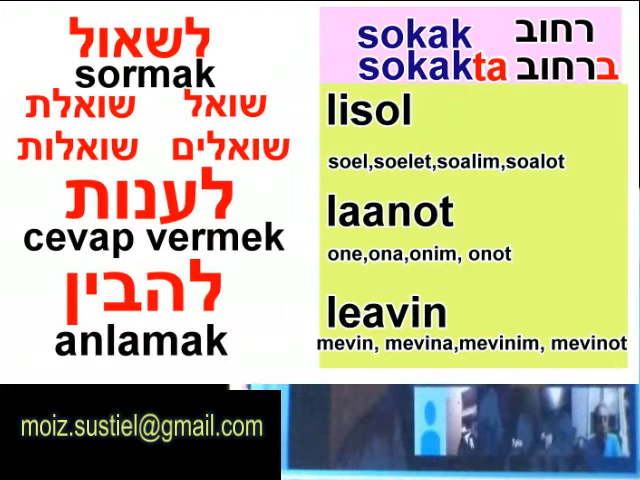 לשאול
sormak
שואל שואלת
שואלים שואלות
לענות
cevap vermek
להבין
anlamak
sokak רחוב
sokakta ברחוב
lisol
soel,soelet,soalim,soalot
laanot
one,ona,onim, onot
leavin
mevin, mevina,mevinim, mevinot
moiz.sustiel@gmail.com